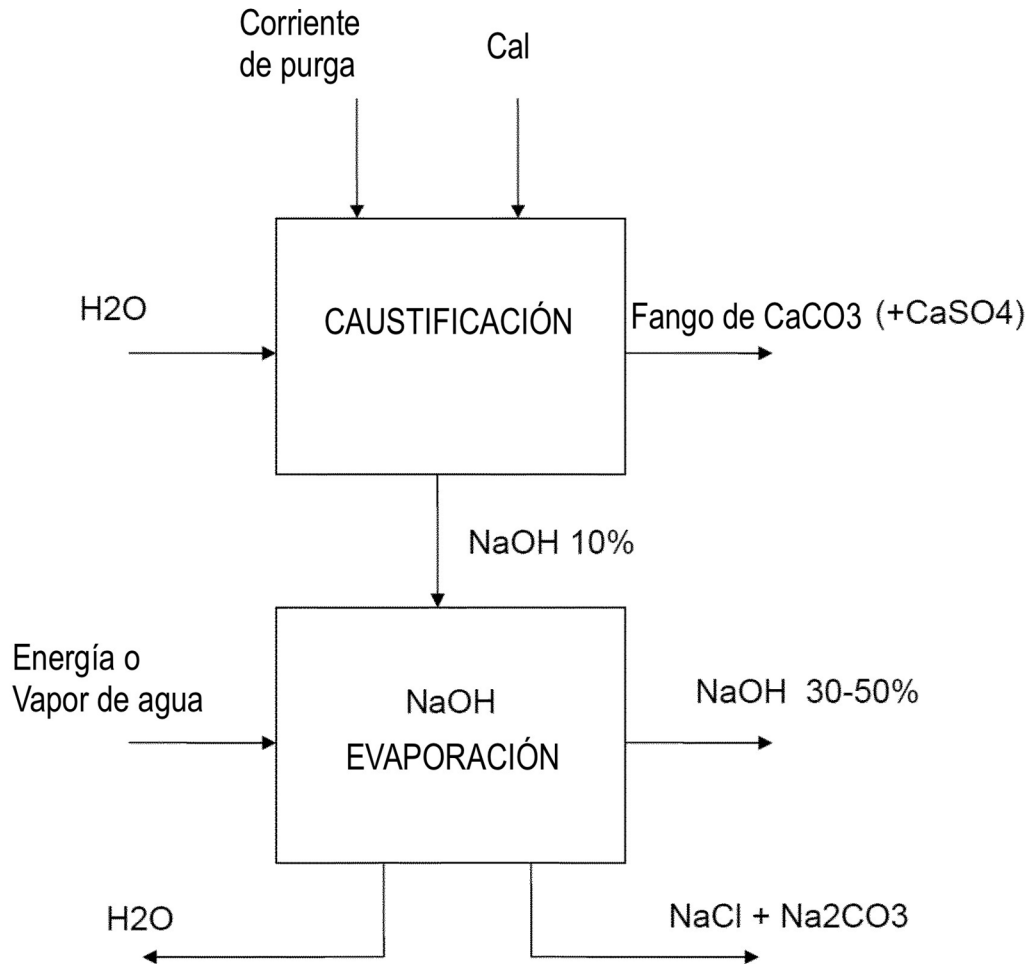 Corriente
de purga
Cal
H2O
CAUSTIFICACIÓN
Fango de CaCO3 (+CaSO4)
NaOH 10%
Energía o
Vapor de agua
NaOH
EVAPORACIÓN
NaOH 30-50%
H2O
NaCl + Na2CO3